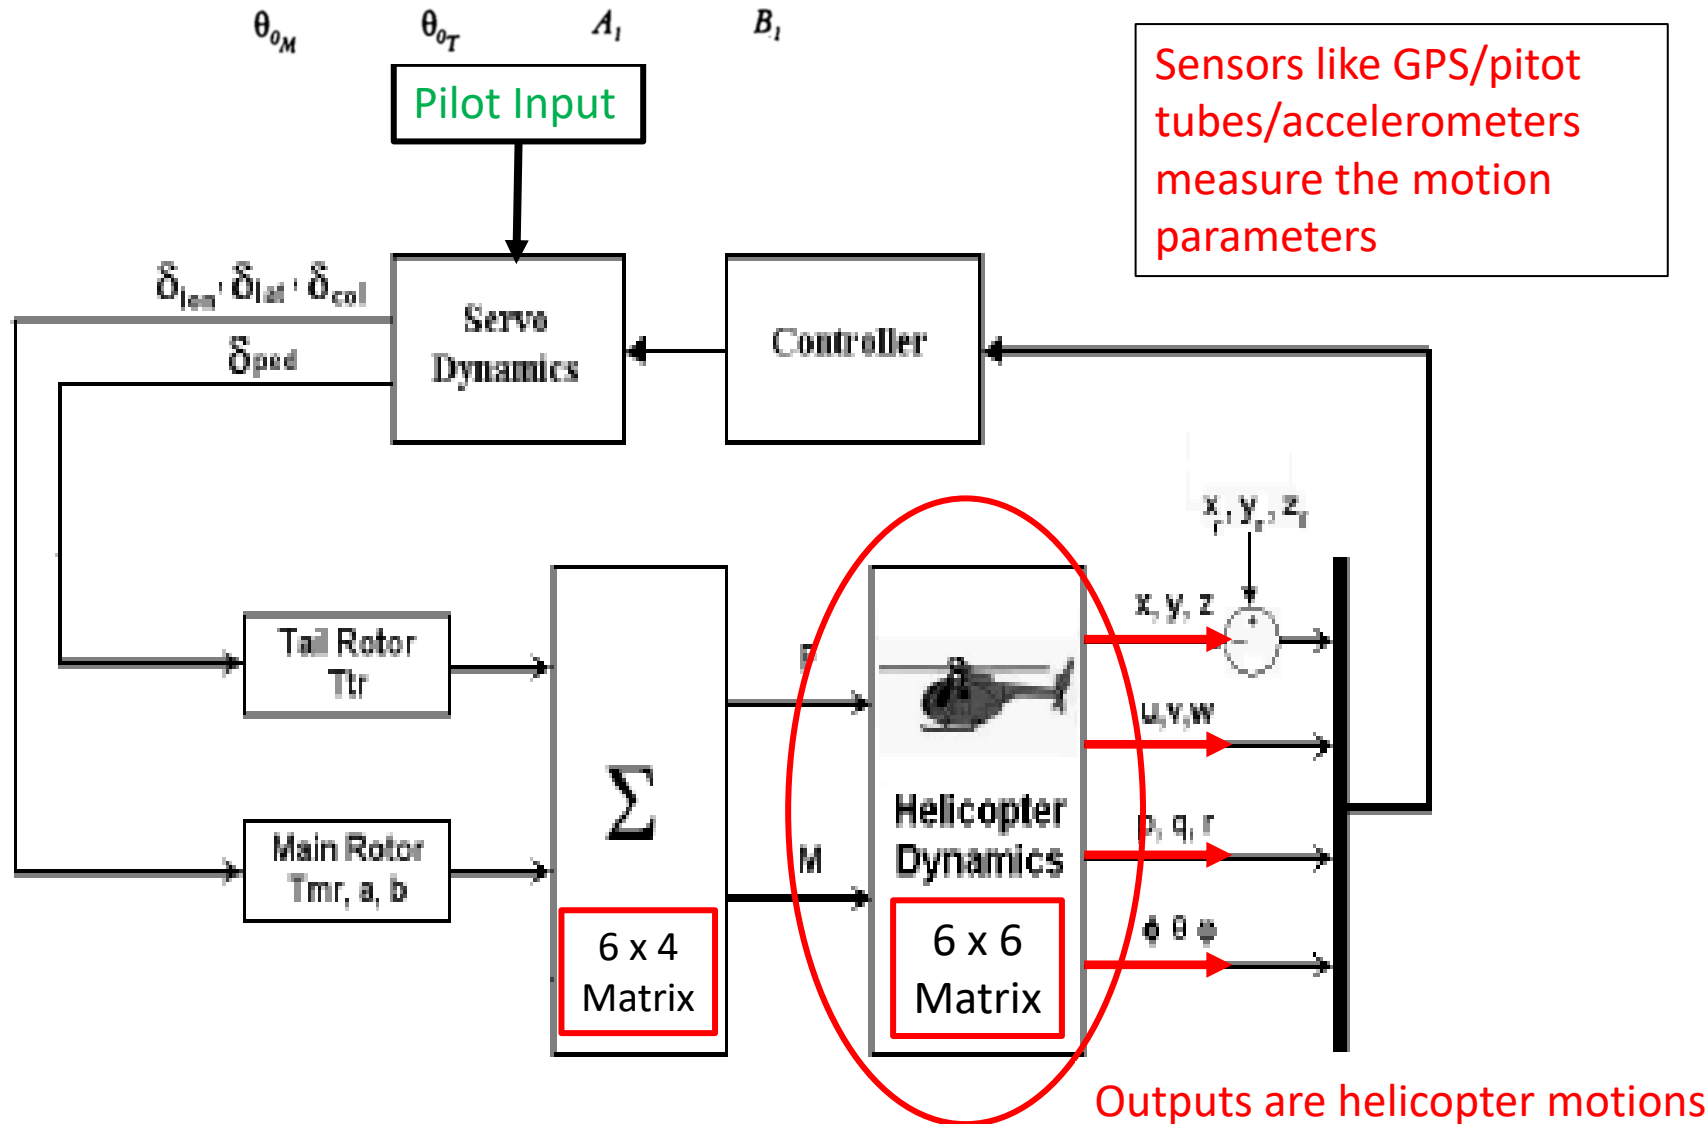 θ₀M θ₀T A₁ B₁
Pilot Input
Sensors like GPS/pitot
tubes/accelerometers
measure the motion
parameters
δlon, δlat, δcol
δped
Servo
Dynamics
Controller
xr, yr, zr
x, y, z
Tail Rotor
Ttr
F
u,v,w
Σ
Helicopter
Dynamics
p, q, r
Main Rotor
Tmr, a, b
M
6 x 4
Matrix
6 x 6
Matrix
ϕ θ φ
Outputs are helicopter motions